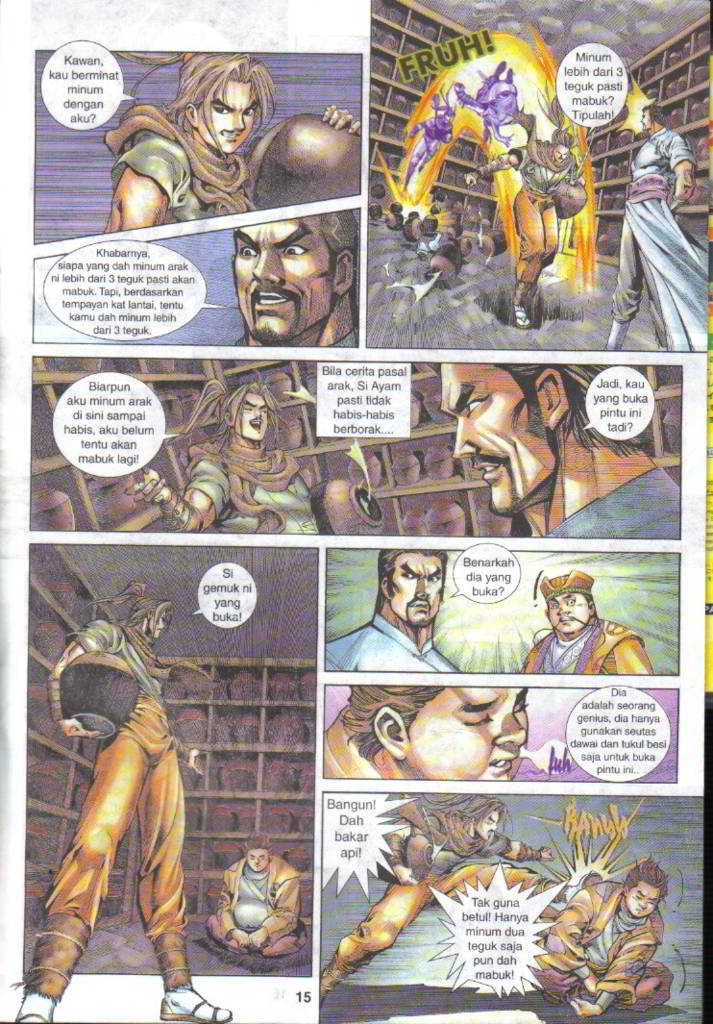 Kawan,
kau berminat
minum
dengan
aku?
FRUH!
Minum
lebih dari 3
teguk pasti
mabuk?
Tipulah!
Khabarnya,
siapa yang dah minum arak
ni lebih dari 3 teguk pasti akan
mabuk. Tapi, berdasarkan
tempayan kat lantai, tentu
kamu dah minum lebih
dari 3 teguk.
Biarpun
aku minum arak
di sini sampai
habis, aku belum
tentu akan
mabuk lagi!
Bila cerita pasal
arak, Si Ayam
pasti tidak
habis-habis
berborak....
Jadi, kau
yang buka
pintu ini
tadi?
Si
gemuk ni
yang
buka!
Benarkah
dia yang
buka?
Dia
adalah seorang
genius, dia hanya
gunakan seutas
dawai dan tukul besi
saja untuk buka
pintu ini..
Bangun!
Dah
bakar
api!
Tak guna
betul! Hanya
minum dua
teguk saja
pun dah
mabuk!
15